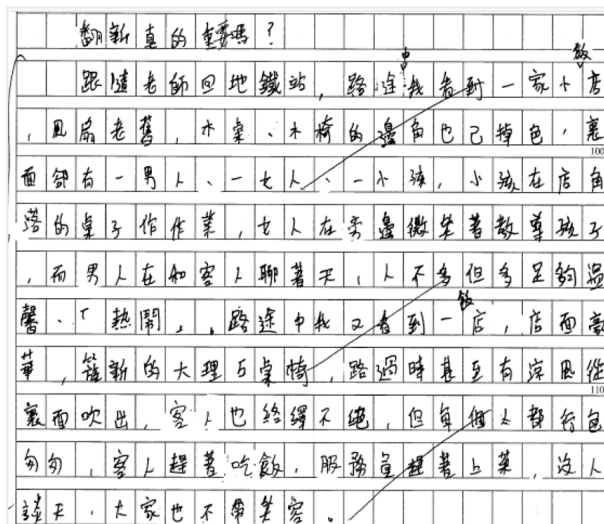 翻新真的重要嗎？
跟隨老師回地鐵站，路途中我看到一家小飯店
，風扇老舊，木桌、木椅的邊角也已掉色，裏
100
面卻有一男人、一女人、一小孩，小孩在店角
落的桌子作作業，女人在旁邊微笑著教導孩子
，而男人在和客人聊著天，人不多但多足夠溫
馨、熱鬧，路途中我又看到一飯店，店面豪
華，簇新的大理石桌椅，路過時甚至有涼風從
110
裏面吹出，客人也終繹不絕，但每個人都行色
匆匆，客人趕著吃飯，服務員趕著上菜，沒人
談天，大家也不帶笑容。